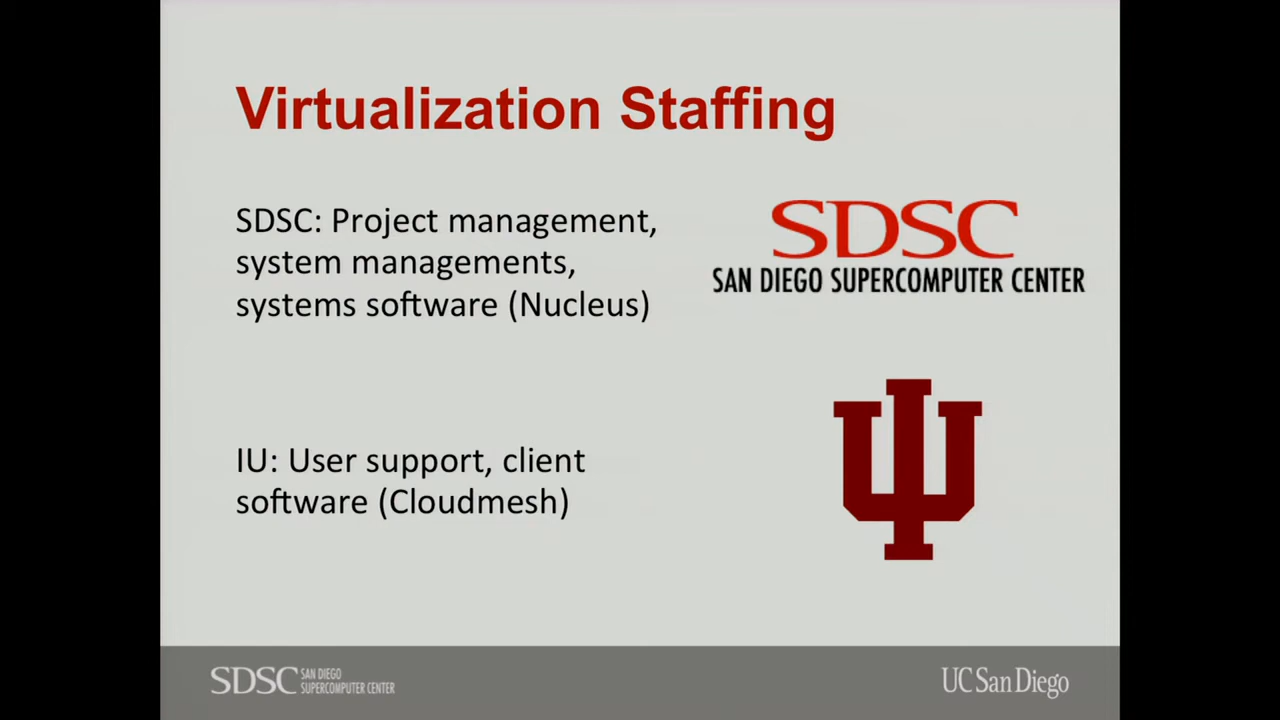 Virtualization Staffing
SDSC: Project management,
system managements,
systems software (Nucleus)
SDSC
SAN DIEGO SUPERCOMPUTER CENTER
IU: User support, client
software (Cloudmesh)
SDSC SAN DIEGO
SUPERCOMPUTER CENTER
UC San Diego